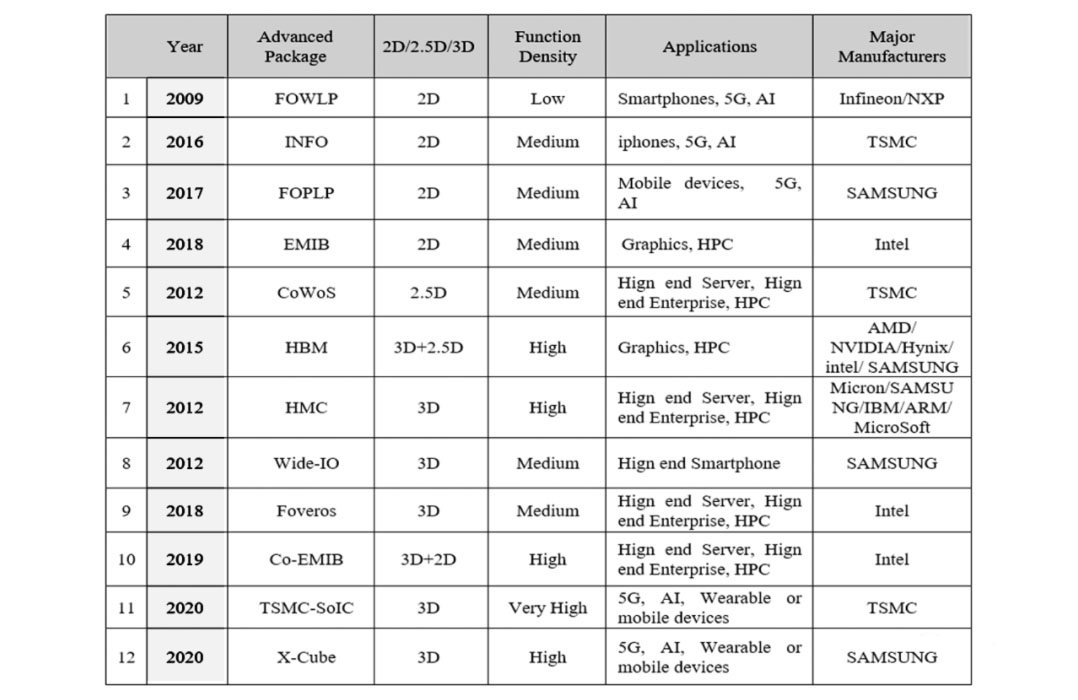 Year Advanced Package 2D/2.5D/3D Function Density Applications Major Manufacturers
1 2009 FOWLP 2D Low Smartphones, 5G, AI Infineon/NXP
2 2016 INFO 2D Medium iphones, 5G, AI TSMC
3 2017 FOPLP 2D Medium Mobile devices, 5G, AI SAMSUNG
4 2018 EMIB 2D Medium Graphics, HPC Intel
5 2012 CoWoS 2.5D Medium Hign end Server, Hign end Enterprise, HPC TSMC
6 2015 HBM 3D+2.5D High Graphics, HPC AMD/ NVIDIA/Hynix/ intel/ SAMSUNG
7 2012 HMC 3D High Hign end Server, Hign end Enterprise, HPC Micron/SAMSU NG/IBM/ARM/ MicroSoft
8 2012 Wide-IO 3D Medium Hign end Smartphone SAMSUNG
9 2018 Foveros 3D Medium Hign end Server, Hign end Enterprise, HPC Intel
10 2019 Co-EMIB 3D+2D High Hign end Server, Hign end Enterprise, HPC Intel
11 2020 TSMC-SoIC 3D Very High 5G, AI, Wearable or mobile devices TSMC
12 2020 X-Cube 3D High 5G, AI, Wearable or mobile devices SAMSUNG